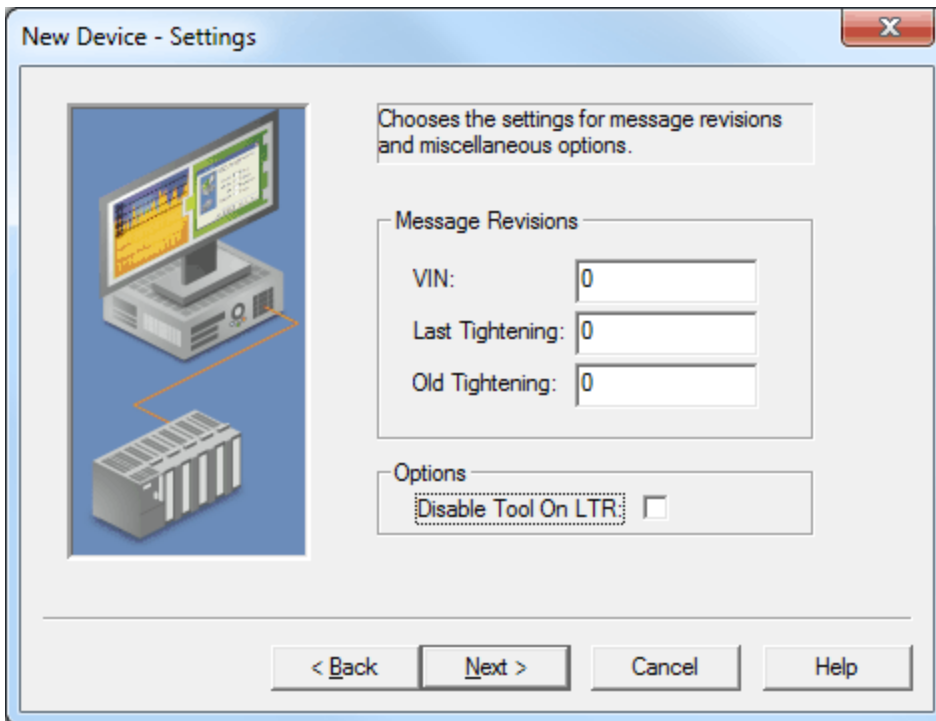 New Device - Settings
Chooses the settings for message revisions
and miscellaneous options.
Message Revisions
VIN: 0
Last Tightening: 0
Old Tightening: 0
Options
Disable Tool On LTR:
< Back Next > Cancel Help